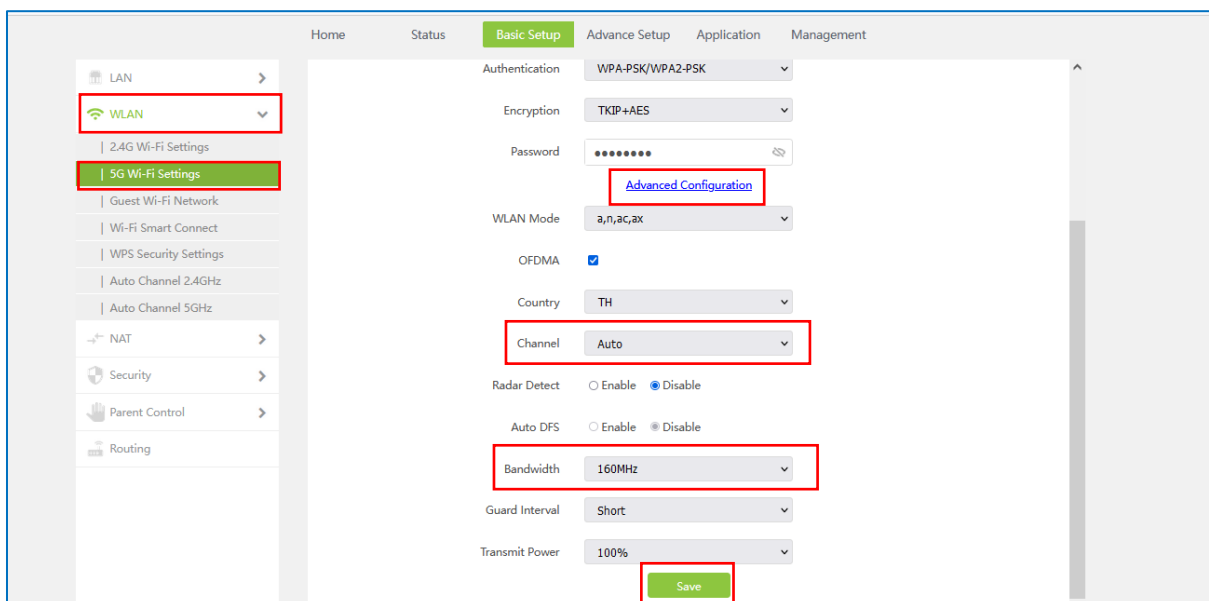 Home Status Basic Setup Advance Setup Application Management
LAN
WLAN
| 2.4G Wi-Fi Settings
| 5G Wi-Fi Settings
| Guest Wi-Fi Network
| Wi-Fi Smart Connect
| WPS Security Settings
| Auto Channel 2.4GHz
| Auto Channel 5GHz
NAT
Security
Parent Control
Routing
Authentication WPA-PSK/WPA2-PSK
Encryption TKIP+AES
Password ••••••••
Advanced Configuration
WLAN Mode a,n,ac,ax
OFDMA
Country TH
Channel Auto
Radar Detect Enable Disable
Auto DFS Enable Disable
Bandwidth 160MHz
Guard Interval Short
Transmit Power 100%
Save